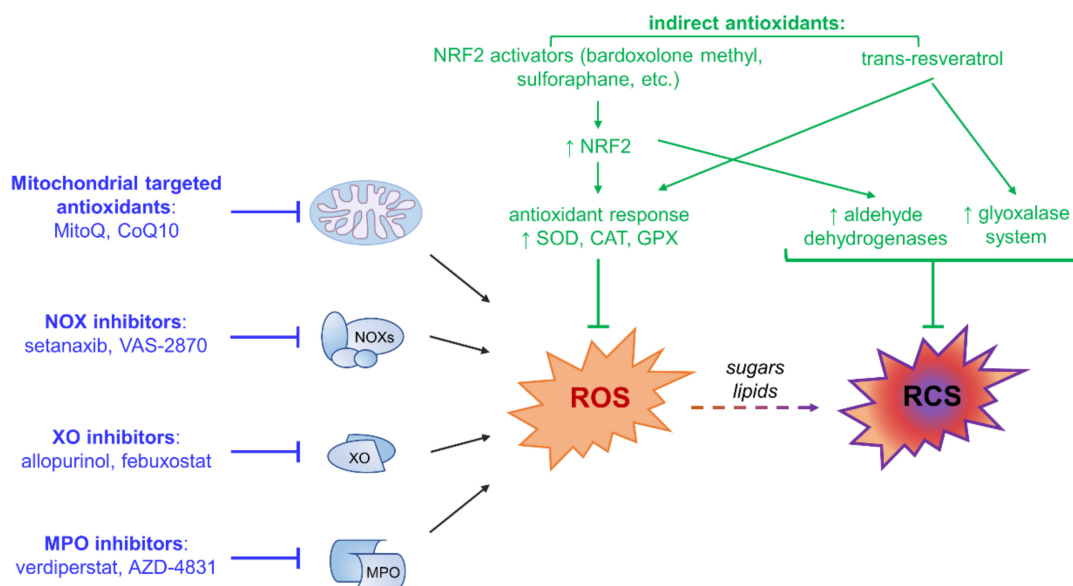 indirect antioxidants:
NRF2 activators (bardoxolone methyl,
sulforaphane, etc.)
trans-resveratrol
↑ NRF2
Mitochondrial targeted
antioxidants:
MitoQ, CoQ10
antioxidant response
↑ SOD, CAT, GPX
↑ aldehyde
dehydrogenases
↑ glyoxalase
system
NOX inhibitors:
setanaxib, VAS-2870
NOXs
ROS
sugars
lipids
RCS
XO inhibitors:
allopurinol, febuxostat
XO
MPO inhibitors:
verdiperstat, AZD-4831
MPO